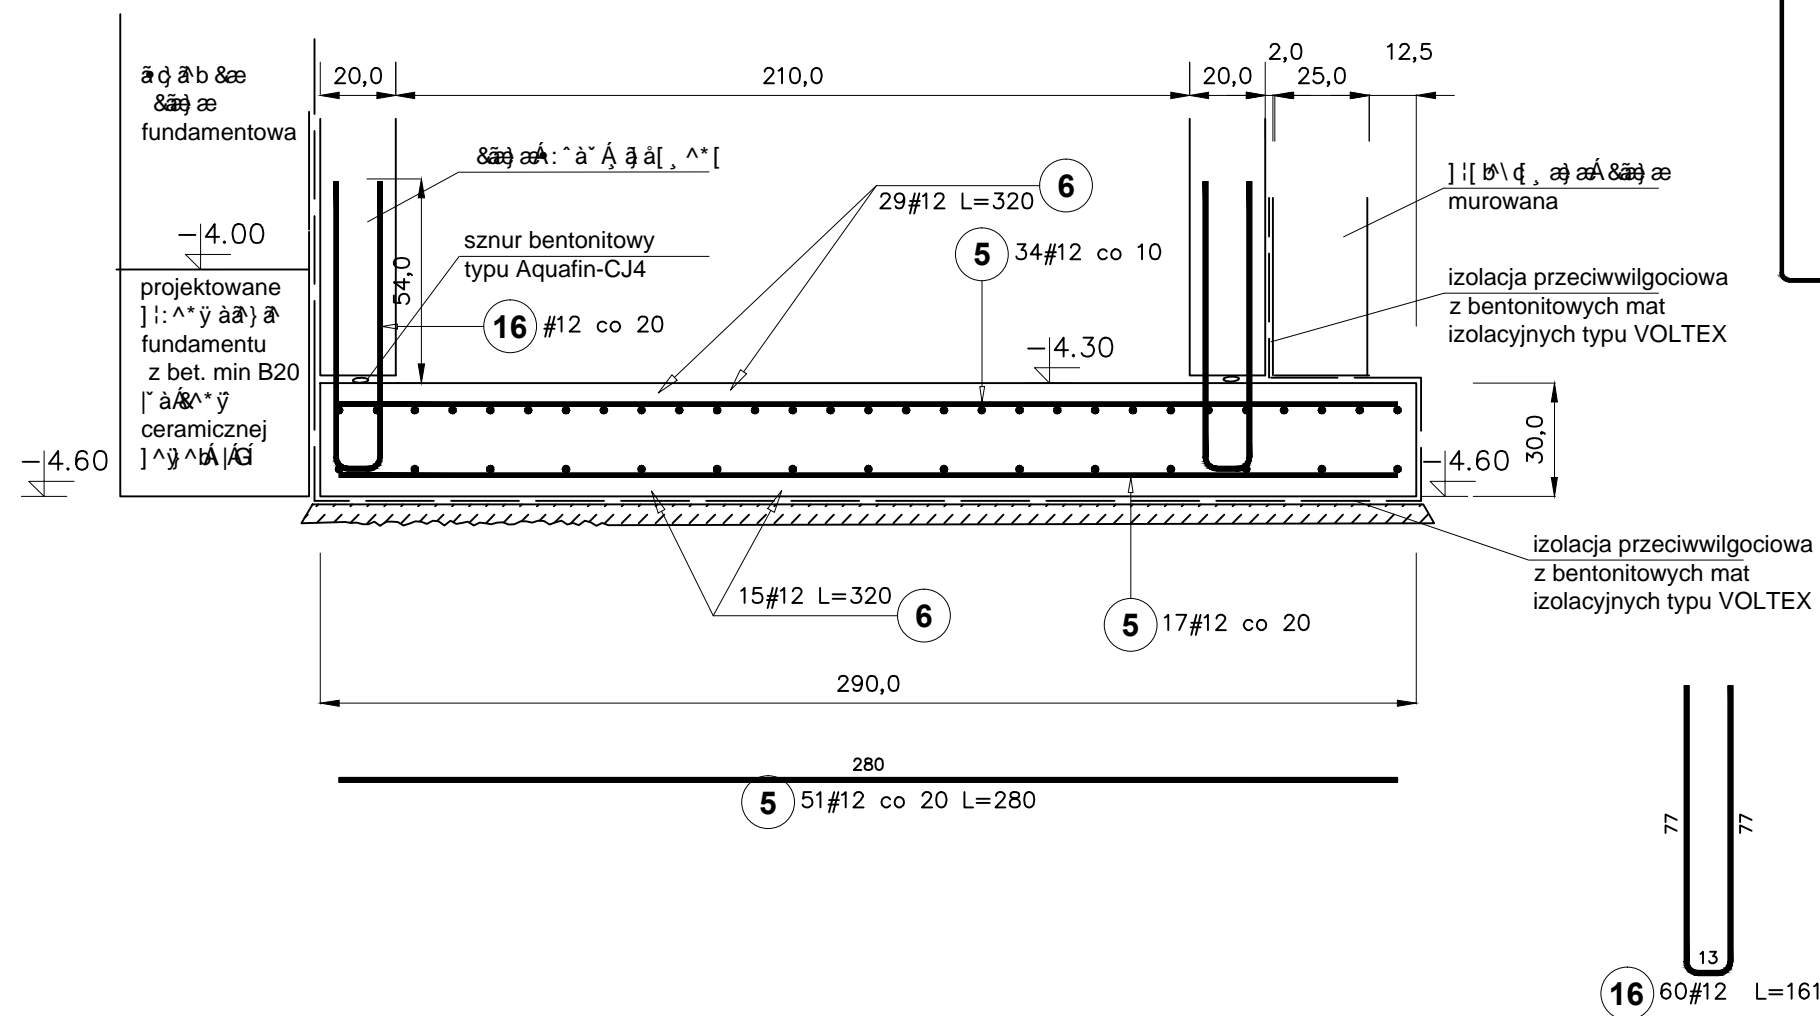 fundamentowa
-4.00
projektowane
fundamentu
z bet. min B20
ceramicznej
-4.60
20,0
210,0
20,0
2,0
25,0
12,5
54,0
sznur bentonitowy
typu Aquafin-CJ4
16 #12 co 20
29#12 L=320 6
5 34#12 co 10
-4.30
murowana
izolacja przeciwwilgociowa
z bentonitowych mat
izolacyjnych typu VOLTEX
30,0
-4.60
izolacja przeciwwilgociowa
z bentonitowych mat
izolacyjnych typu VOLTEX
15#12 L=320 6
5 17#12 co 20
290,0
280
5 51#12 co 20 L=280
77
77
13
16 60#12 L=161